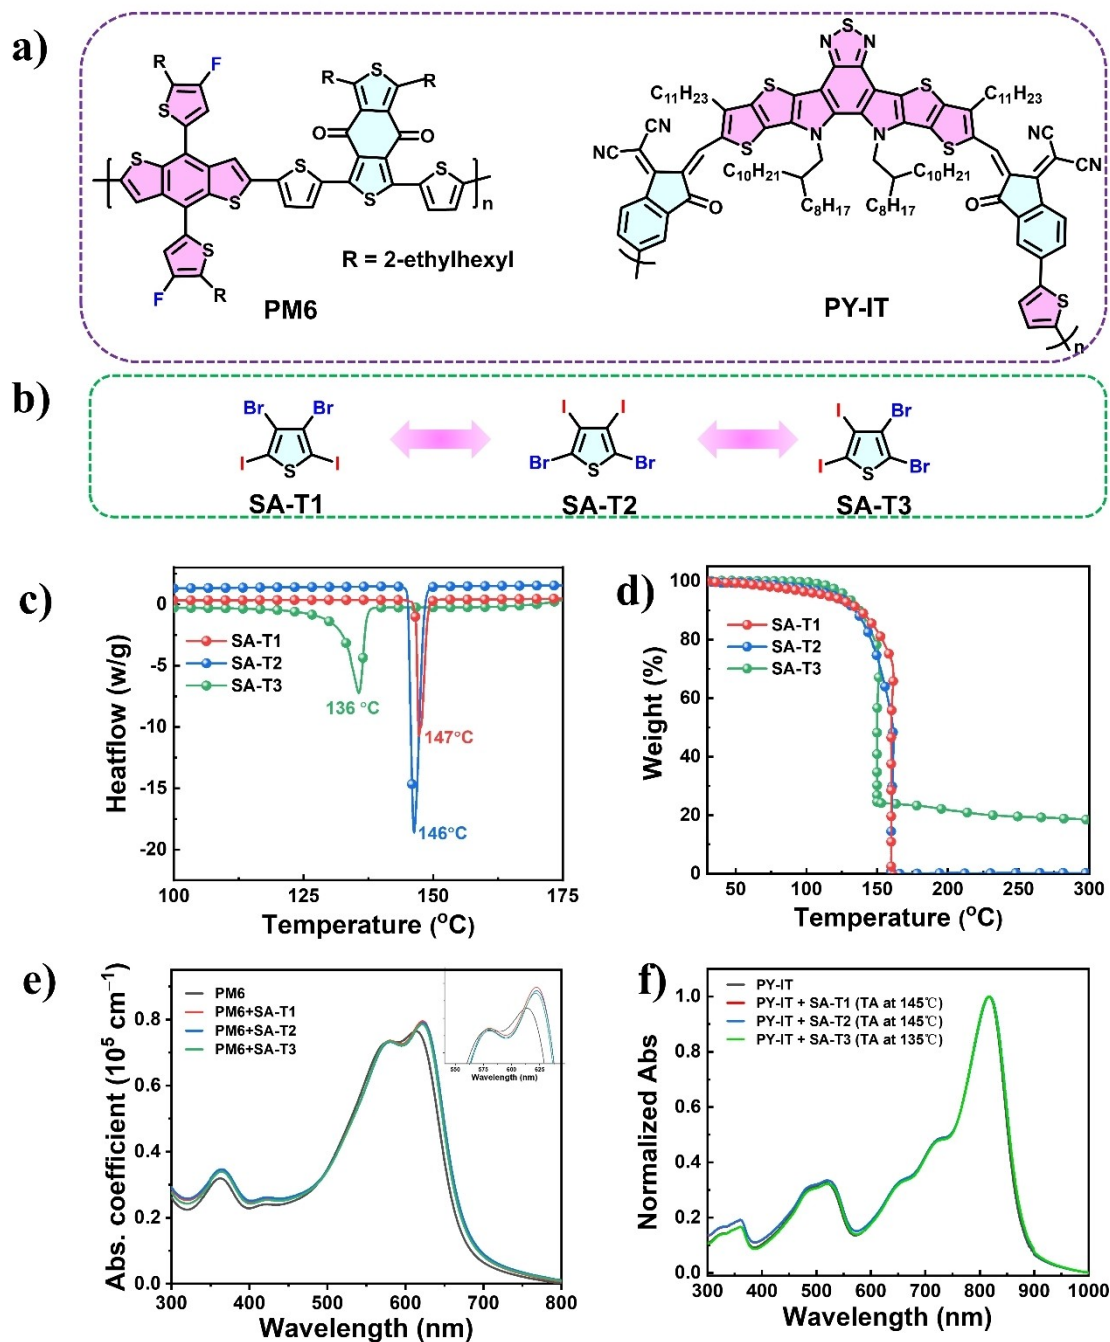 a)
R
F
S
R
S
R
O
O
S
S
S
S
S
n
S
F
R
R = 2-ethylhexyl
PM6
S
N N
C11H23
S
S
C11H23
CN
NC
S
N
N
S
NC
CN
O
C10H21
C10H21
O
C8H17
C8H17
S
n
PY-IT
b)
Br Br
I S I
SA-T1
I I
Br S Br
SA-T2
I Br
I S Br
SA-T3
c)
Heatflow (w/g)
0
-5
-10
-15
-20
SA-T1
SA-T2
SA-T3
136 °C
147°C
146°C
100 125 150 175
Temperature (°C)
d)
Weight (%)
100
80
60
40
20
0
SA-T1
SA-T2
SA-T3
50 100 150 200 250 300
Temperature (°C)
e)
Abs. coefficient (10⁵ cm⁻¹)
0.8
0.6
0.4
0.2
0.0
PM6
PM6+SA-T1
PM6+SA-T2
PM6+SA-T3
550 575 600 625
Wavelength (nm)
300 400 500 600 700 800
Wavelength (nm)
f)
Normalized Abs
1.0
0.8
0.6
0.4
0.2
0.0
PY-IT
PY-IT + SA-T1 (TA at 145℃)
PY-IT + SA-T2 (TA at 145℃)
PY-IT + SA-T3 (TA at 135℃)
300 400 500 600 700 800 900 1000
Wavelength (nm)